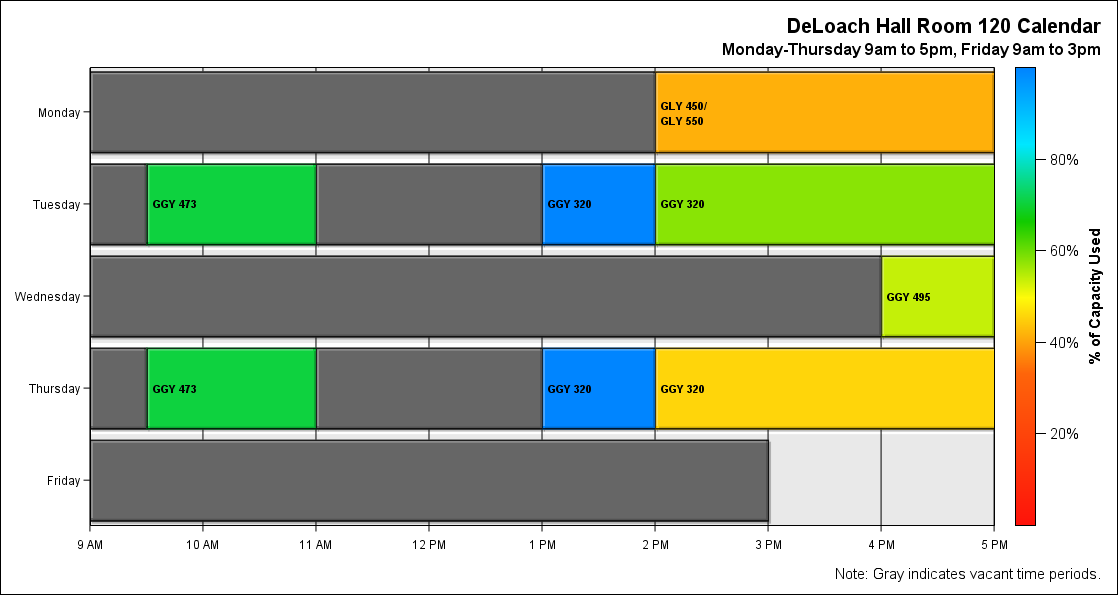 DeLoach Hall Room 120 Calendar
Monday-Thursday 9am to 5pm, Friday 9am to 3pm
Monday
GLY 450/
GLY 550
Tuesday
GGY 473
GGY 320
GGY 320
Wednesday
GGY 495
Thursday
GGY 473
GGY 320
GGY 320
Friday
9 AM
10 AM
11 AM
12 PM
1 PM
2 PM
3 PM
4 PM
5 PM
80%
60%
40%
20%
% of Capacity Used
Note: Gray indicates vacant time periods.